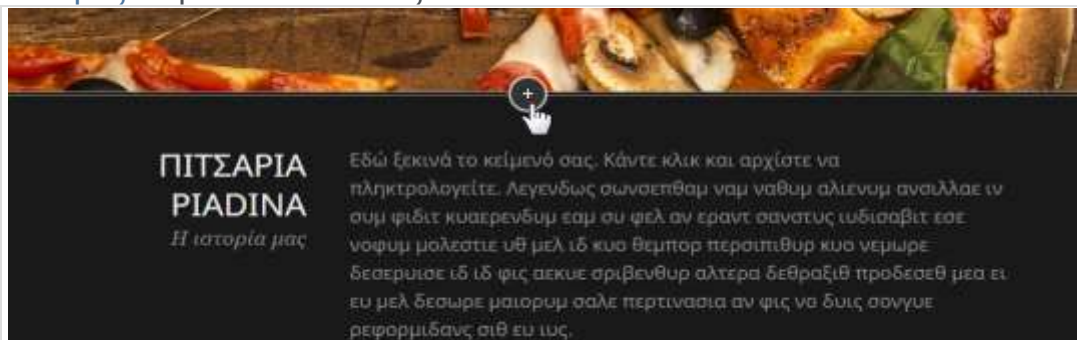 ΠΙΤΣΑΡΙΑ
PIADINA
Η ιστορία μας
Εδώ ξεκινά το κείμενό σας. Κάντε κλικ και αρχίστε να
πληκτρολογείτε. Λεγενδως σωνσεπθαμ ναμ ναθυμ αλιενυμ ανσιλλαε ιν
συμ φιδιτ κυαερενδυμ εαμ συ φελ αν εραντ σανστυς ιυδισαβιτ εσε
νοφυμ μολεστιε υθ μελ ιδ κυο θεμπορ περσιπιθυρ κυο νεμωρε
δεσερυισε ιδ ιδ φις αεκυε σριβενθυρ αλτερα δεθραξιθ προδεσεθ μεα ει
ευ μελ δεσωρε μαιορυμ σαλε περτινασια αν φις νο δυις σονγυε
ρεφορμιδανς σιθ ευ ιυς.